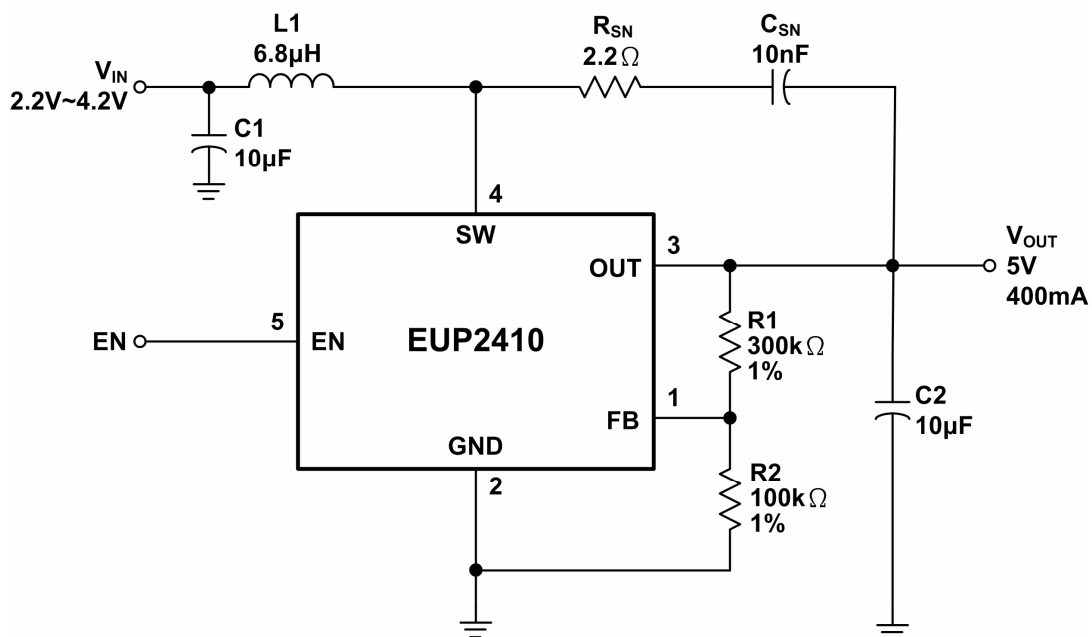 L1
6.8µH
RSN
2.2Ω
CSN
10nF
VIN
2.2V~4.2V
C1
10µF
4
SW
3
OUT
VOUT
5V
400mA
R1
300kΩ
1%
5
EN
EN
EUP2410
1
FB
C2
10µF
GND
2
R2
100kΩ
1%